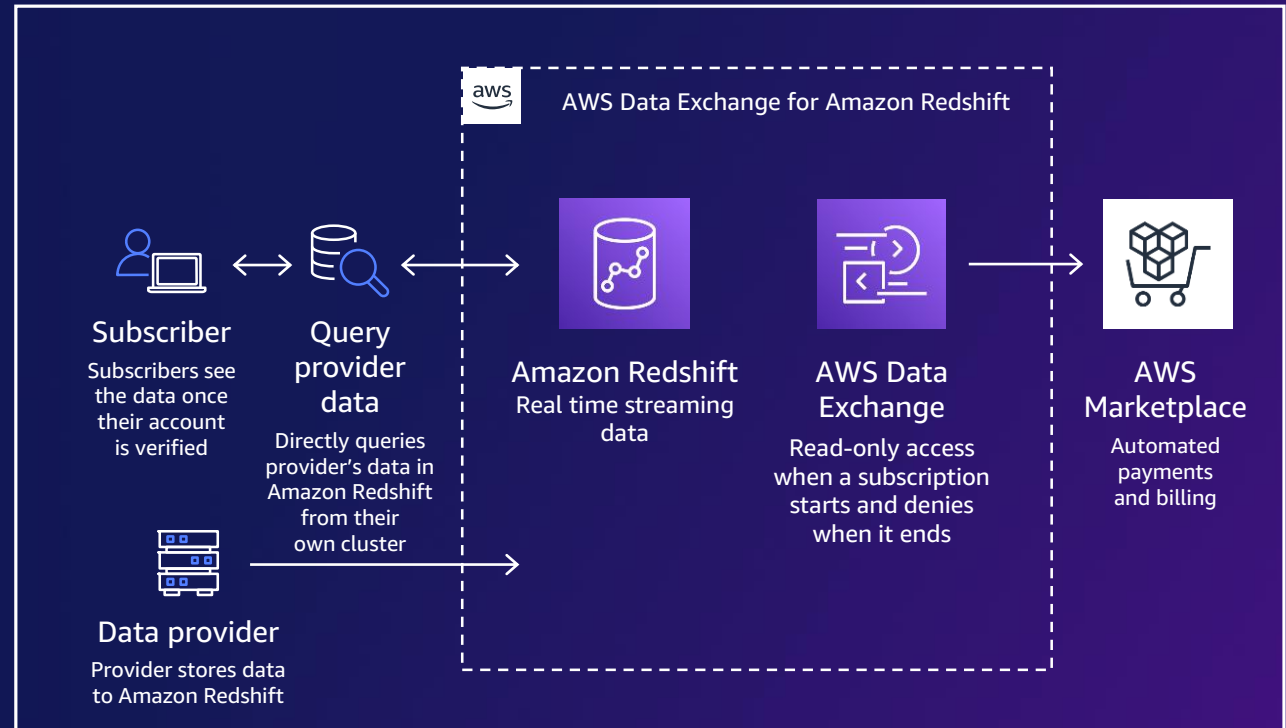 aws
AWS Data Exchange for Amazon Redshift
Subscriber
Subscribers see
the data once
their account
is verified
Query
provider
data
Directly queries
provider's data in
Amazon Redshift
from their
own cluster
Amazon Redshift
Real time streaming
data
AWS Data
Exchange
Read-only access
when a subscription
starts and denies
when it ends
AWS
Marketplace
Automated
payments
and billing
Data provider
Provider stores data
to Amazon Redshift